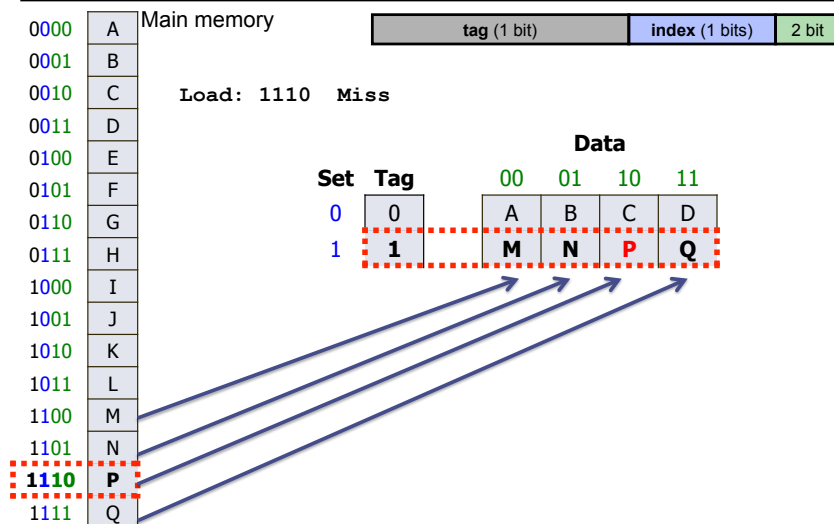 Main memory
tag (1 bit) index (1 bits) 2 bit
0000 A
0001 B
0010 C
0011 D
0100 E
0101 F
0110 G
0111 H
1000 I
1001 J
1010 K
1011 L
1100 M
1101 N
1110 P
1111 Q
Load: 1110 Miss
Data
Set Tag 00 01 10 11
0 0 A B C D
1 1 M N P Q